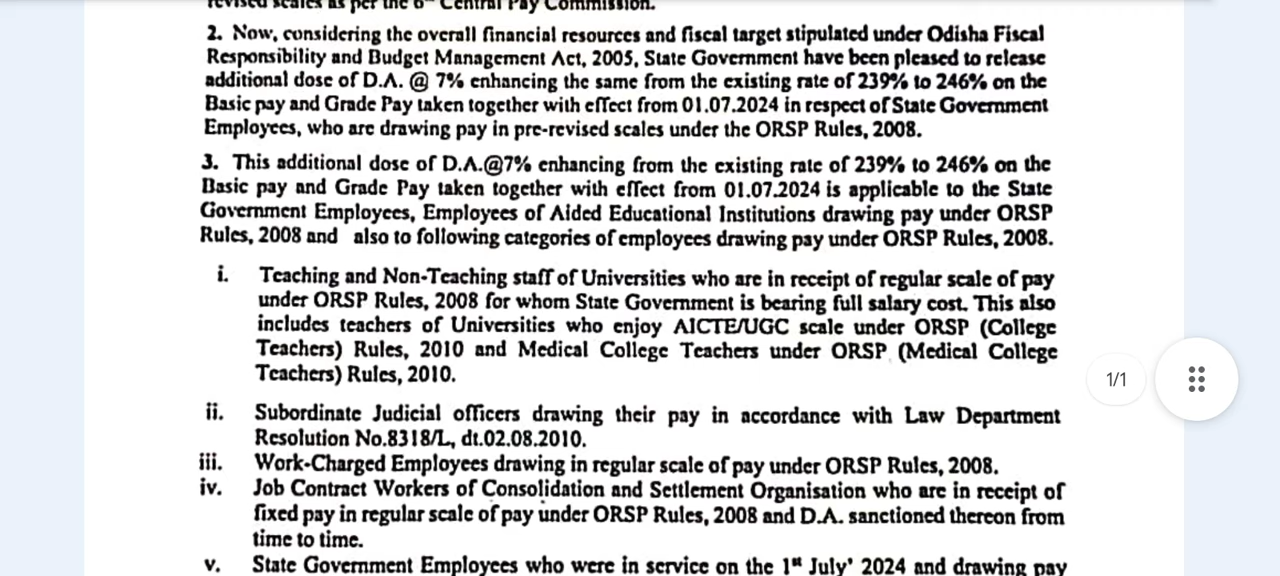 revised scales as per the 6th Central Pay Commission.
2. Now, considering the overall financial resources and fiscal target stipulated under Odisha Fiscal
Responsibility and Budget Management Act, 2005, State Government have been pleased to release
additional dose of D.A. @ 7% enhancing the same from the existing rate of 239% to 246% on the
Basic pay and Grade Pay taken together with effect from 01.07.2024 in respect of State Government
Employees, who are drawing pay in pre-revised scales under the ORSP Rules, 2008.
3. This additional dose of D.A.@7% enhancing from the existing rate of 239% to 246% on the
Basic pay and Grade Pay taken together with effect from 01.07.2024 is applicable to the State
Government Employees, Employees of Aided Educational Institutions drawing pay under ORSP
Rules, 2008 and also to following categories of employees drawing pay under ORSP Rules, 2008.
i. Teaching and Non-Teaching staff of Universities who are in receipt of regular scale of pay
under ORSP Rules, 2008 for whom State Government is bearing full salary cost. This also
includes teachers of Universities who enjoy AICTE/UGC scale under ORSP (College
Teachers) Rules, 2010 and Medical College Teachers under ORSP (Medical College
Teachers) Rules, 2010.
1/1
ii. Subordinate Judicial officers drawing their pay in accordance with Law Department
Resolution No.8318/L, dt.02.08.2010.
iii. Work-Charged Employees drawing in regular scale of pay under ORSP Rules, 2008.
iv. Job Contract Workers of Consolidation and Settlement Organisation who are in receipt of
fixed pay in regular scale of pay under ORSP Rules, 2008 and D.A. sanctioned thereon from
time to time.
v. State Government Employees who were in service on the 1st July' 2024 and drawing pay